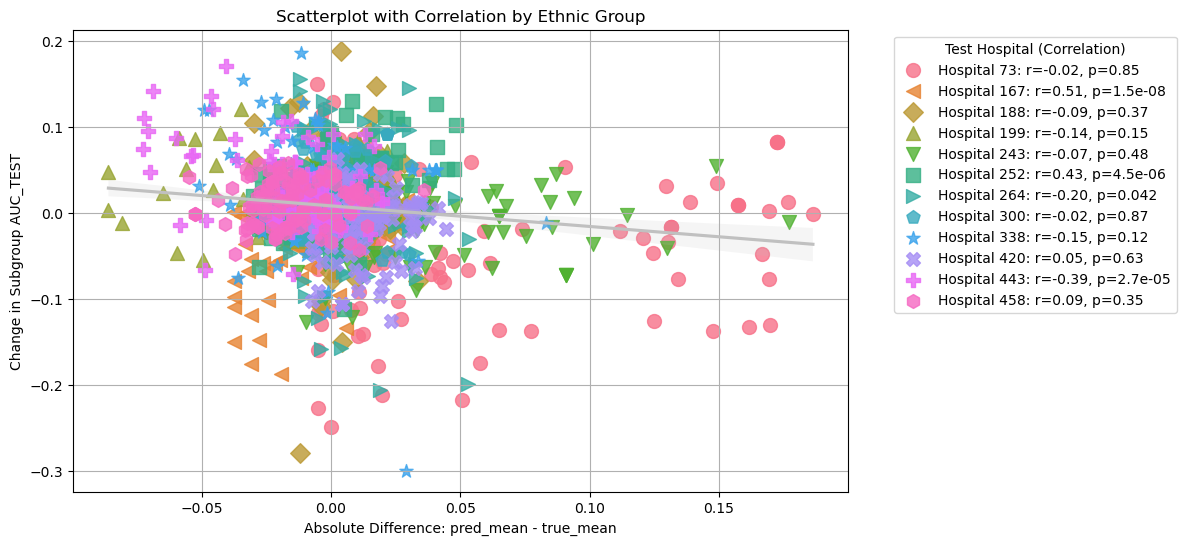 Scatterplot with Correlation by Ethnic Group
Change in Subgroup AUC_TEST
0.2
0.1
0.0
−0.1
−0.2
−0.3
−0.05
0.00
0.05
0.10
0.15
Absolute Difference: pred_mean - true_mean
Test Hospital (Correlation)
Hospital 73: r=-0.02, p=0.85
Hospital 167: r=0.51, p=1.5e-08
Hospital 188: r=-0.09, p=0.37
Hospital 199: r=-0.14, p=0.15
Hospital 243: r=-0.07, p=0.48
Hospital 252: r=0.43, p=4.5e-06
Hospital 264: r=-0.20, p=0.042
Hospital 300: r=-0.02, p=0.87
Hospital 338: r=-0.15, p=0.12
Hospital 420: r=0.05, p=0.63
Hospital 443: r=-0.39, p=2.7e-05
Hospital 458: r=0.09, p=0.35